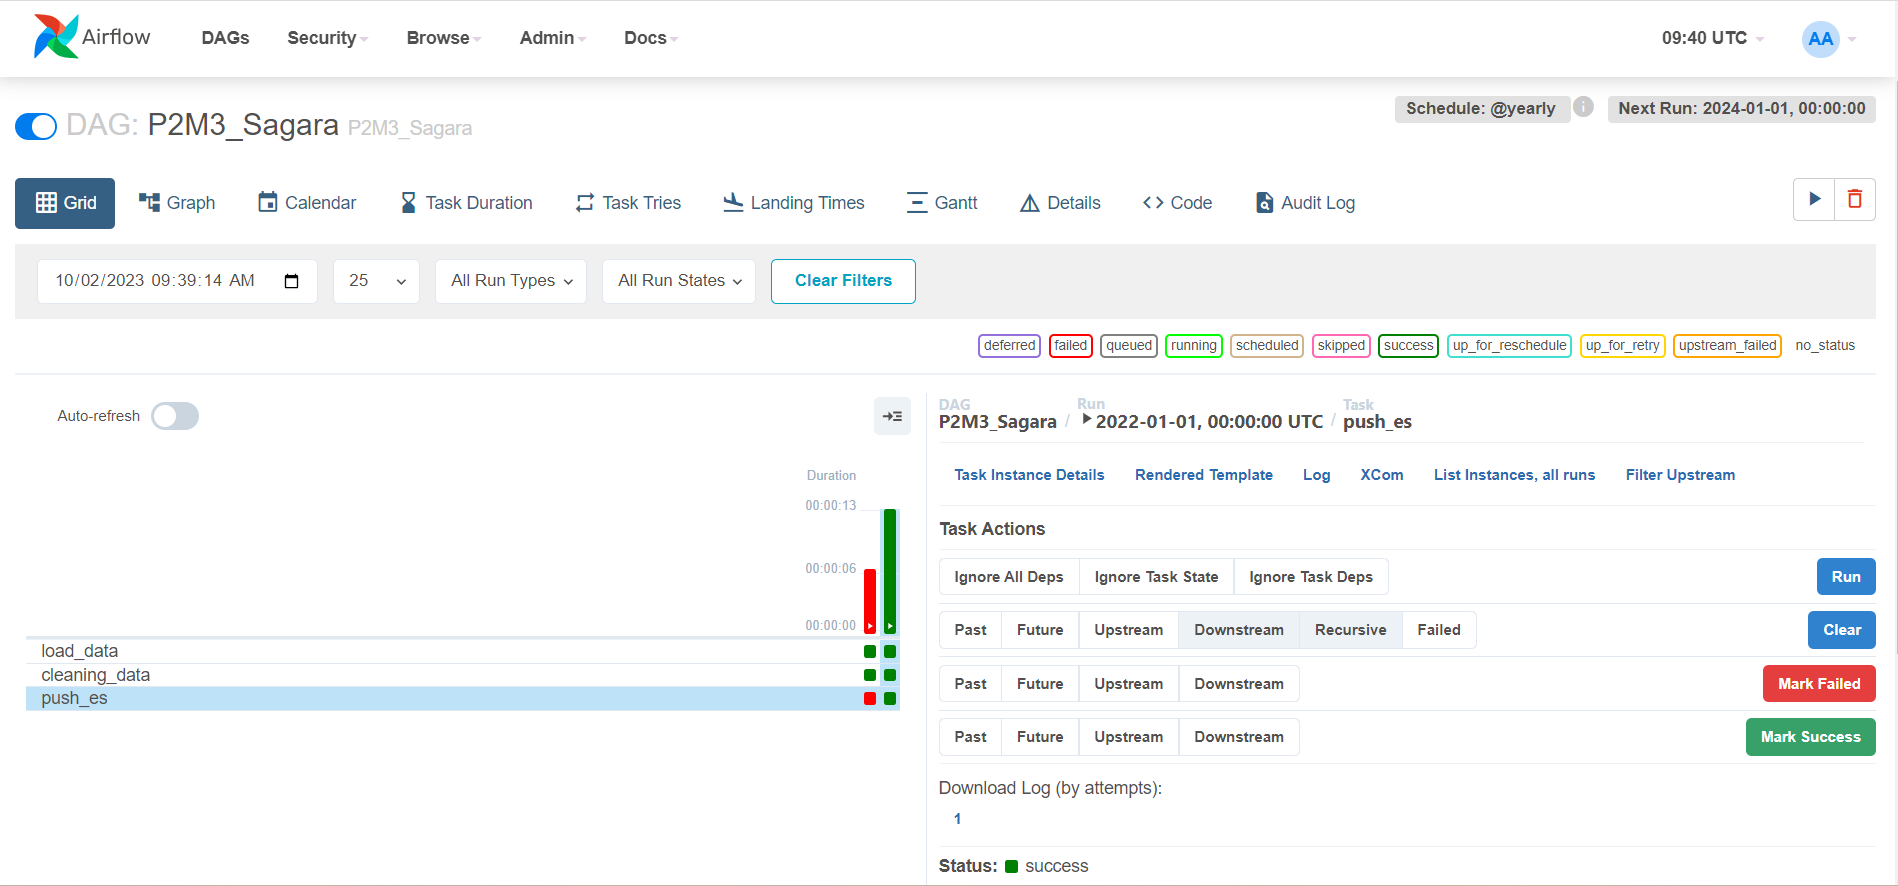 Airflow DAGs Security Browse Admin Docs 09:40 UTC AA
DAG: P2M3_Sagara P2M3_Sagara
Schedule: @yearly i Next Run: 2024-01-01, 00:00:00
Grid Graph Calendar Task Duration Task Tries Landing Times Gantt Details Code Audit Log
10/02/2023 09:39:14 AM 25 All Run Types All Run States Clear Filters
deferred failed queued running scheduled skipped success up_for_reschedule up_for_retry upstream_failed no_status
Auto-refresh
Duration
00:00:13
00:00:06
00:00:00
load_data
cleaning_data
push_es
DAG Run Task
P2M3_Sagara / 2022-01-01, 00:00:00 UTC / push_es
Task Instance Details Rendered Template Log XCom List Instances, all runs Filter Upstream
Task Actions
Ignore All Deps Ignore Task State Ignore Task Deps Run
Past Future Upstream Downstream Recursive Failed Clear
Past Future Upstream Downstream Mark Failed
Past Future Upstream Downstream Mark Success
Download Log (by attempts):
1
Status: success